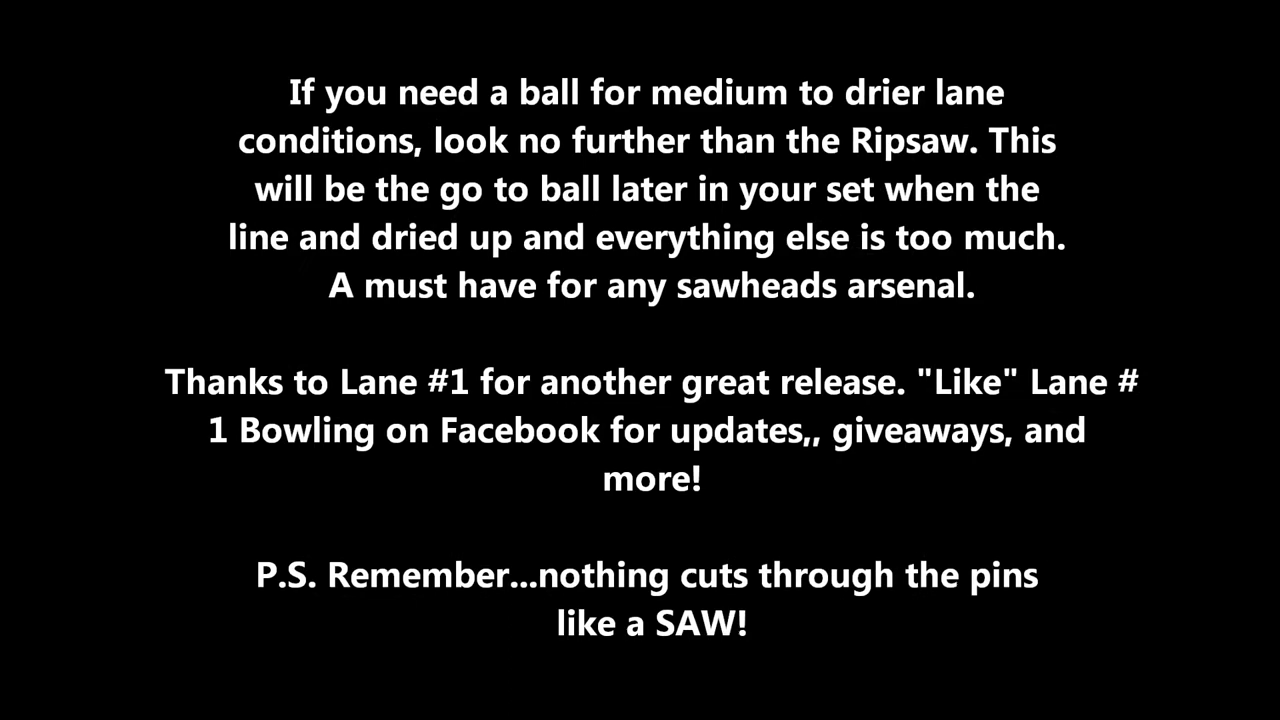 If you need a ball for medium to drier lane
conditions, look no further than the Ripsaw. This
will be the go to ball later in your set when the
line and dried up and everything else is too much.
A must have for any sawheads arsenal.
Thanks to Lane #1 for another great release. "Like" Lane #
1 Bowling on Facebook for updates,, giveaways, and
more!
P.S. Remember...nothing cuts through the pins
like a SAW!